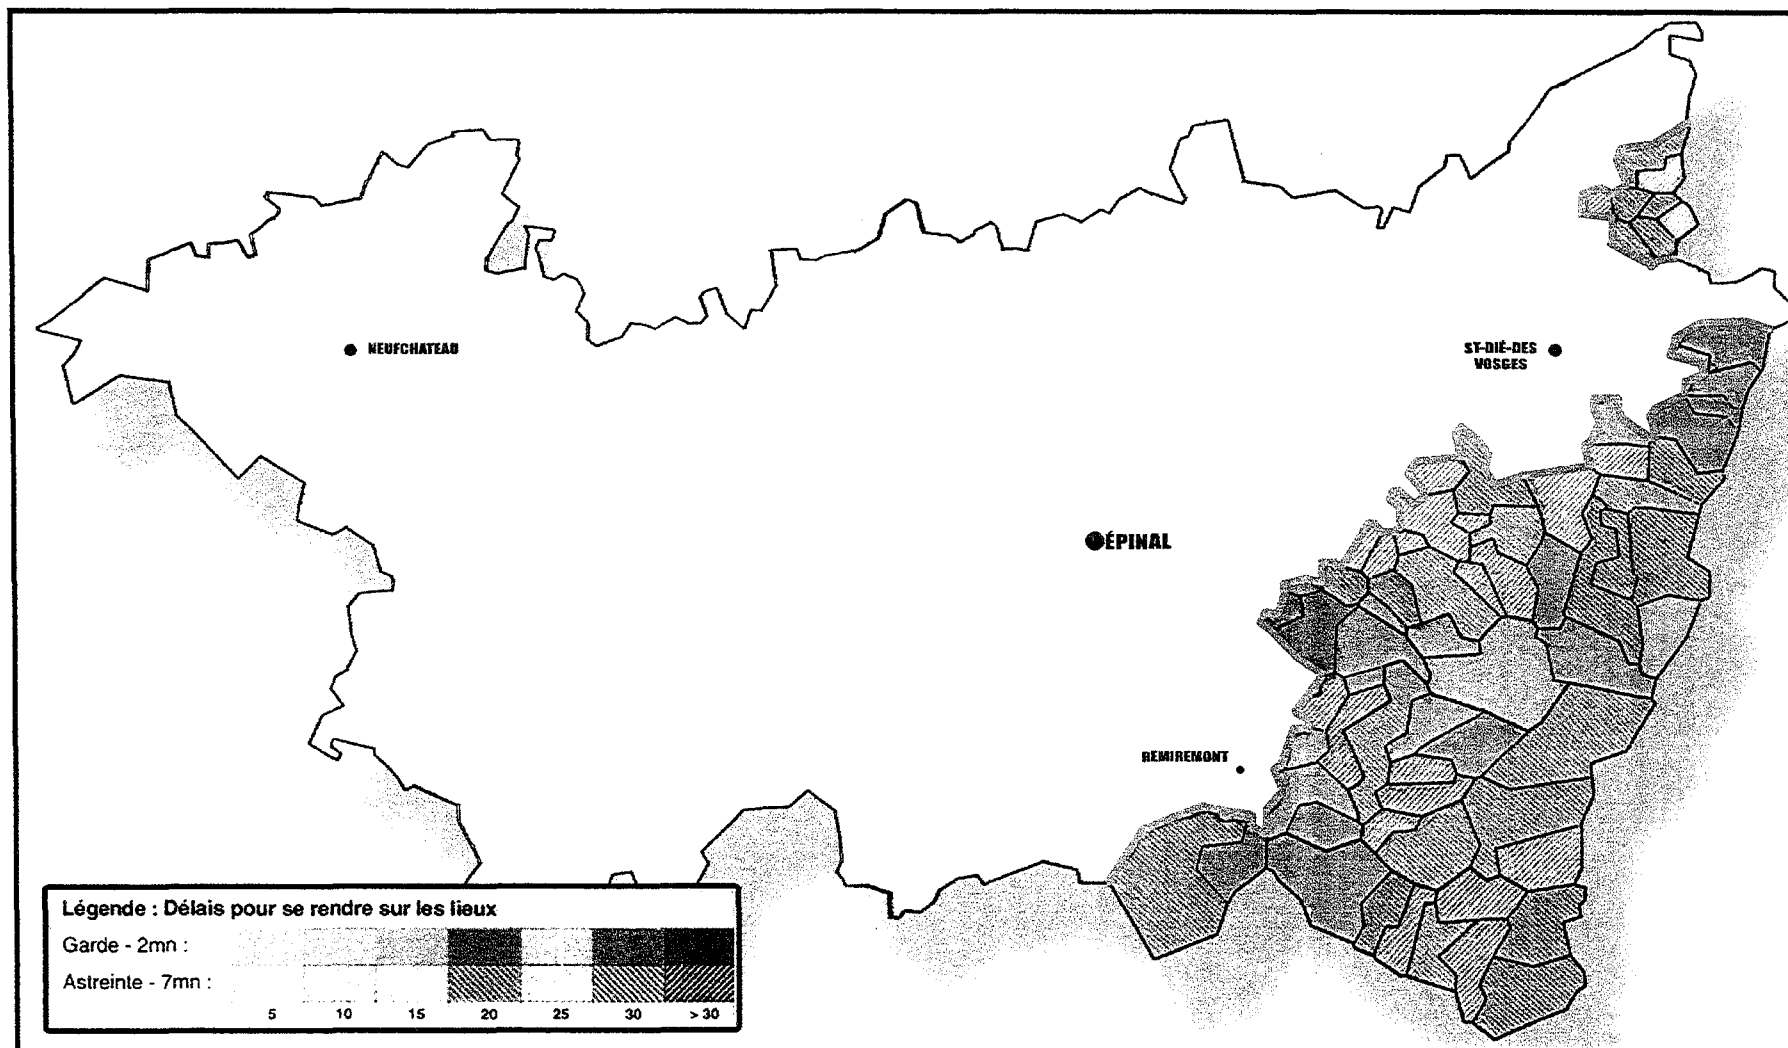 NEUFCHATEAU
ST-DIÉ-DES
VOSGES
ÉPINAL
REMIREMONT
Légende : Délais pour se rendre sur les lieux
Garde - 2mn :
Astreinte - 7mn :
5 10 15 20 25 30 > 30